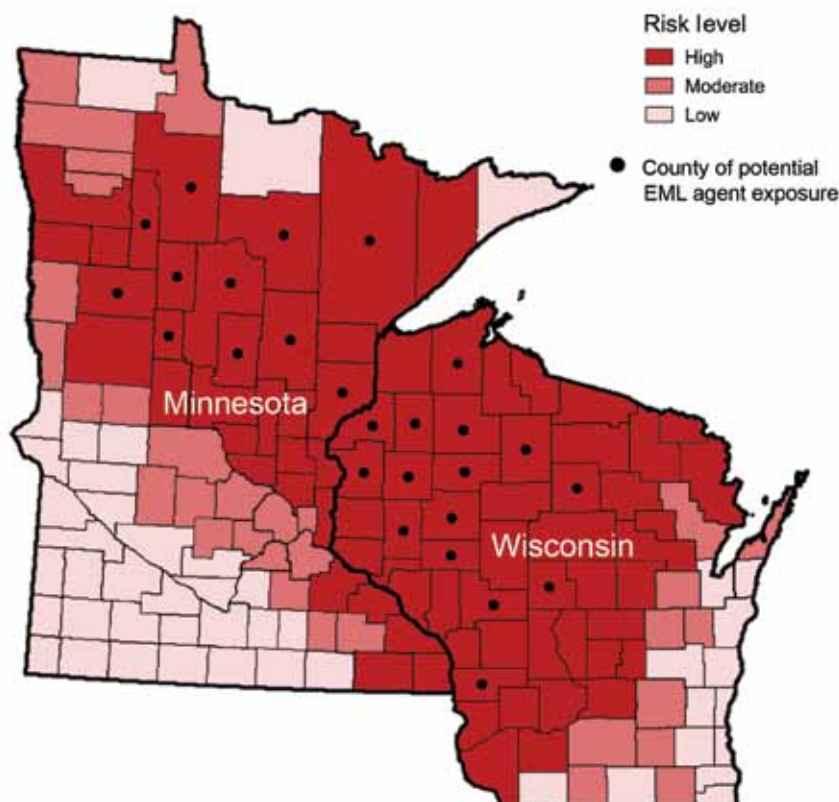 Risk level
High
Moderate
Low
County of potential
EML agent exposure
Minnesota
Wisconsin